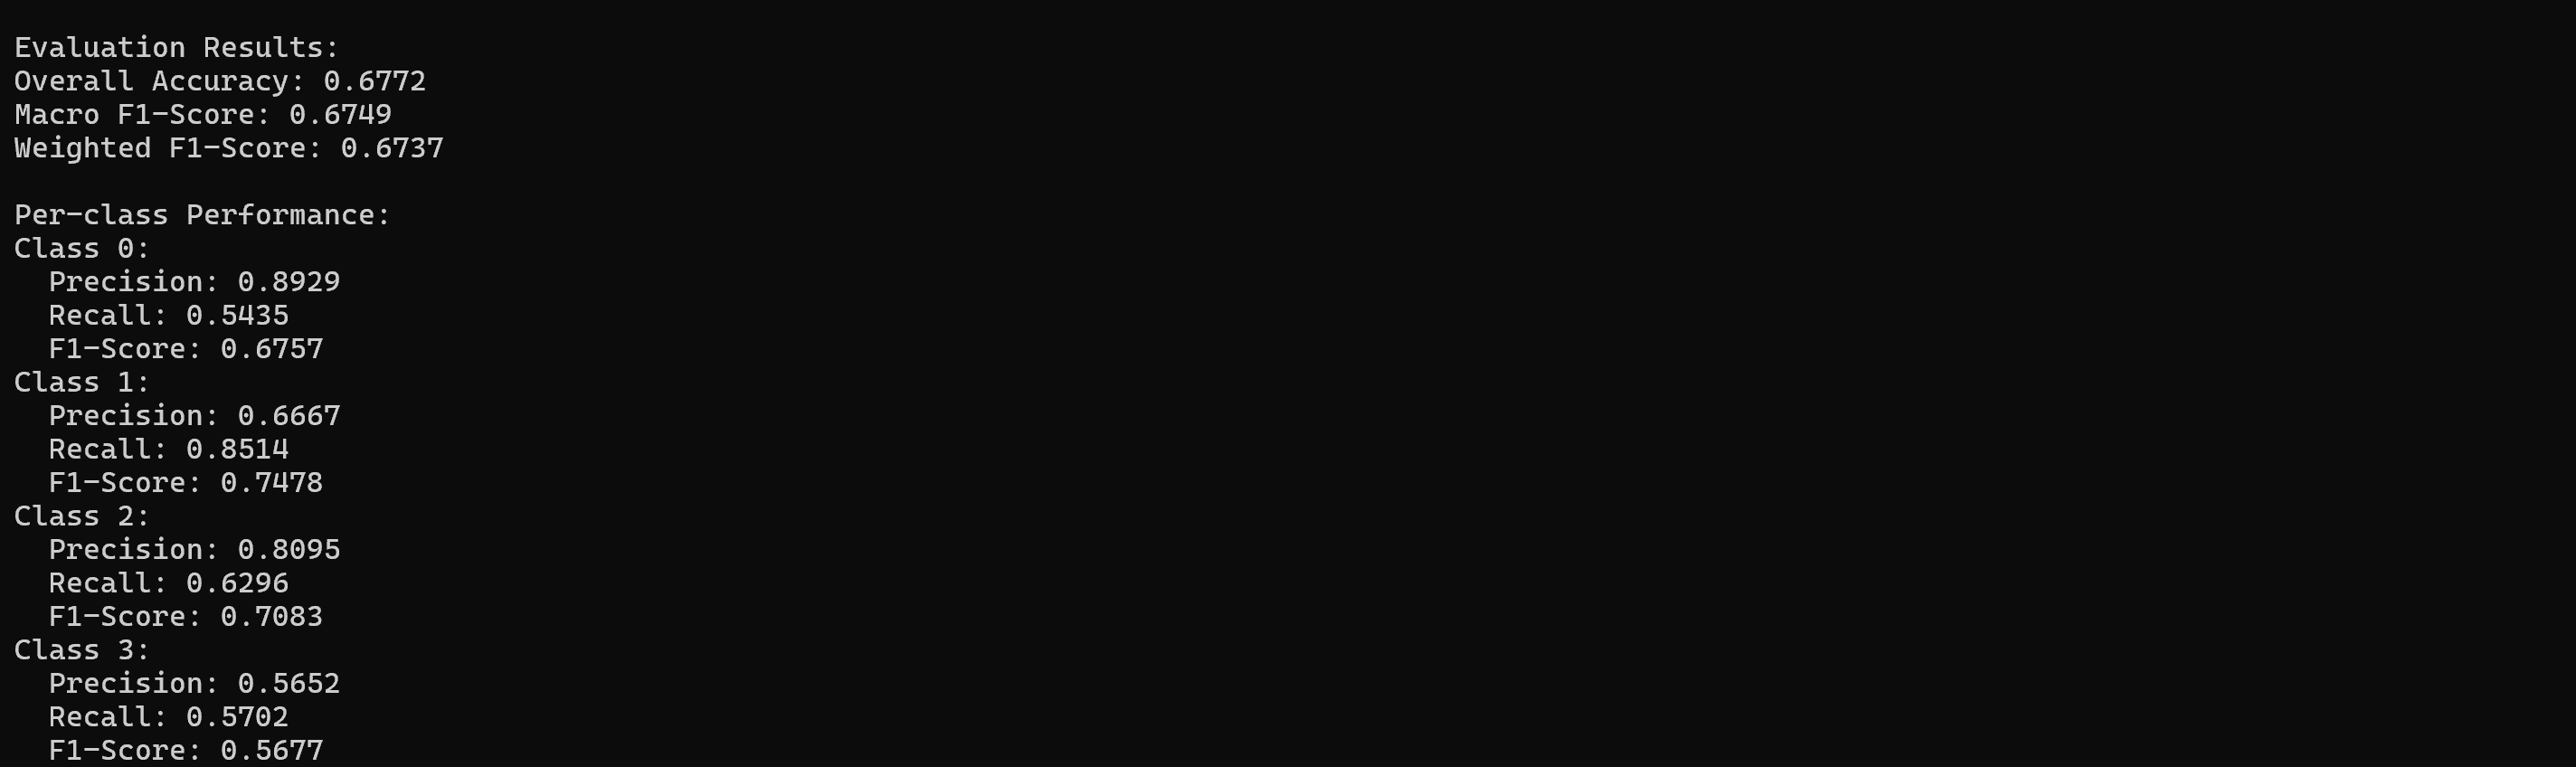 Evaluation Results:
Overall Accuracy: 0.6772
Macro F1-Score: 0.6749
Weighted F1-Score: 0.6737

Per-class Performance:
Class 0:
  Precision: 0.8929
  Recall: 0.5435
  F1-Score: 0.6757
Class 1:
  Precision: 0.6667
  Recall: 0.8514
  F1-Score: 0.7478
Class 2:
  Precision: 0.8095
  Recall: 0.6296
  F1-Score: 0.7083
Class 3:
  Precision: 0.5652
  Recall: 0.5702
  F1-Score: 0.5677